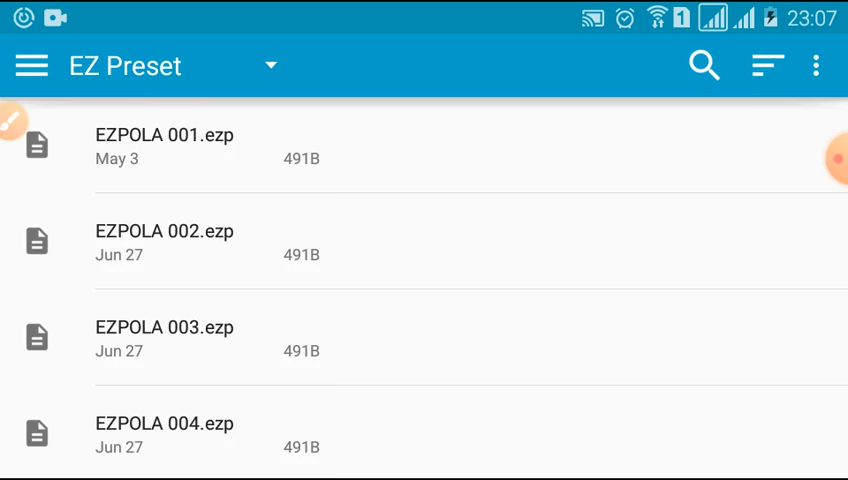 1 23:07
EZ Preset
EZPOLA 001.ezp
May 3 491B
EZPOLA 002.ezp
Jun 27 491B
EZPOLA 003.ezp
Jun 27 491B
EZPOLA 004.ezp
Jun 27 491B